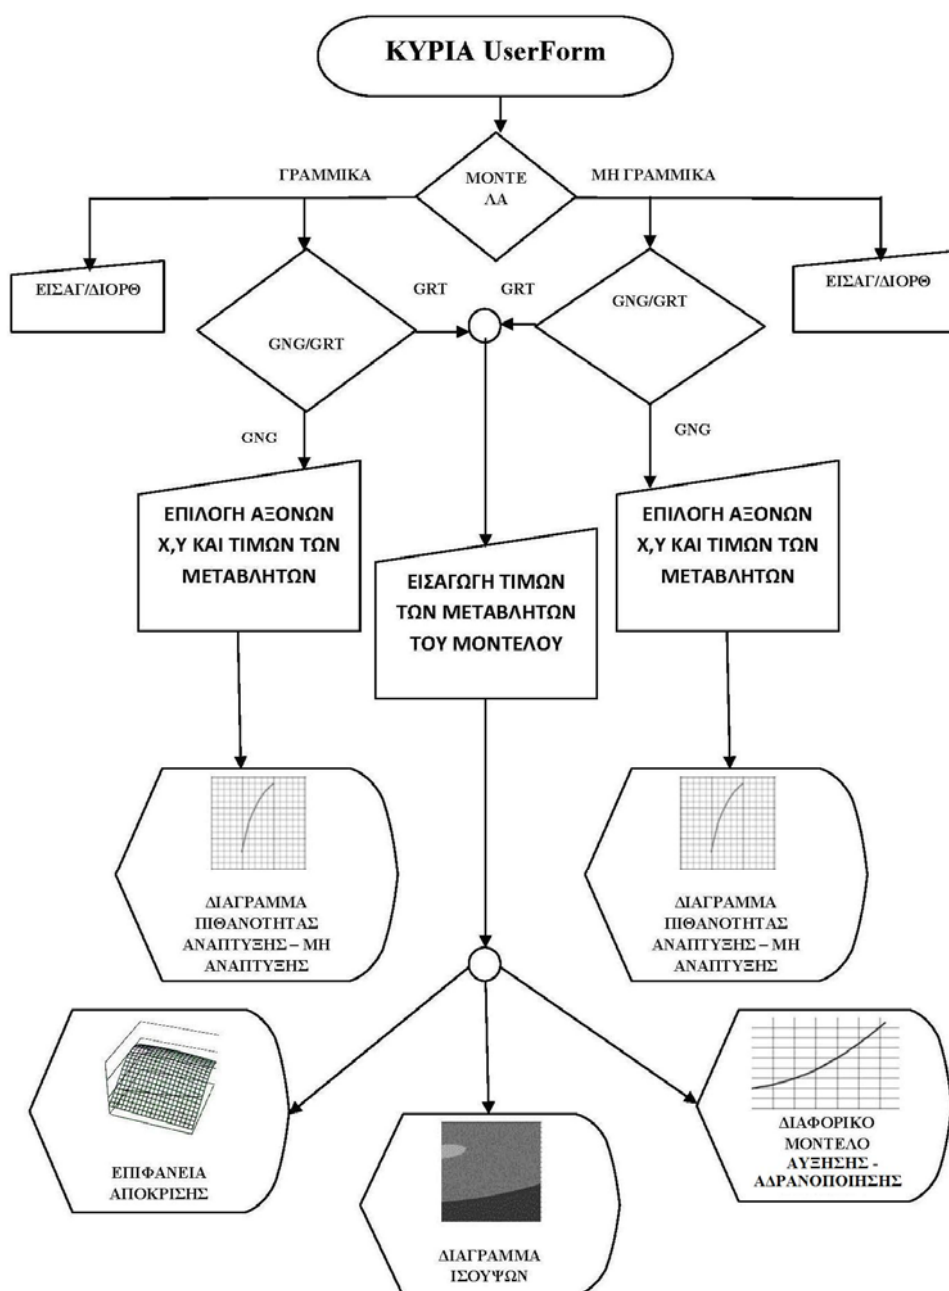 ΚΥΡΙΑ UserForm
ΓΡΑΜΜΙΚΑ
ΜΟΝΤΕ
ΛΑ
ΜΗ ΓΡΑΜΜΙΚΑ
ΕΙΣΑΓ/ΔΙΟΡΘ
ΕΙΣΑΓ/ΔΙΟΡΘ
GRT
GRT
GNG/GRT
GNG/GRT
GNG
GNG
ΕΠΙΛΟΓΗ ΑΞΟΝΩΝ
Χ,Υ ΚΑΙ ΤΙΜΩΝ ΤΩΝ
ΜΕΤΑΒΛΗΤΩΝ
ΕΙΣΑΓΩΓΗ ΤΙΜΩΝ
ΤΩΝ ΜΕΤΑΒΛΗΤΩΝ
ΤΟΥ ΜΟΝΤΕΛΟΥ
ΕΠΙΛΟΓΗ ΑΞΟΝΩΝ
Χ,Υ ΚΑΙ ΤΙΜΩΝ ΤΩΝ
ΜΕΤΑΒΛΗΤΩΝ
ΔΙΑΓΡΑΜΜΑ
ΠΙΘΑΝΟΤΗΤΑΣ
ΑΝΑΠΤΥΞΗΣ – ΜΗ
ΑΝΑΠΤΥΞΗΣ
ΔΙΑΓΡΑΜΜΑ
ΠΙΘΑΝΟΤΗΤΑΣ
ΑΝΑΠΤΥΞΗΣ – ΜΗ
ΑΝΑΠΤΥΞΗΣ
ΕΠΙΦΑΝΕΙΑ
ΑΠΟΚΡΙΣΗΣ
ΔΙΑΓΡΑΜΜΑ
ΙΣΟΥΨΩΝ
ΔΙΑΦΟΡΙΚΟ
ΜΟΝΤΕΛΟ
ΑΥΞΗΣΗΣ -
ΑΔΡΑΝΟΠΟΙΗΣΗΣ